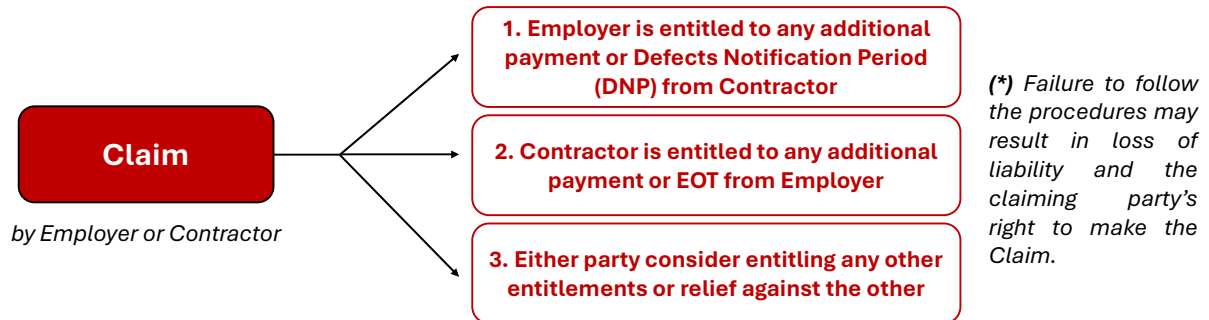 Claim
by Employer or Contractor
1. Employer is entitled to any additional
payment or Defects Notification Period
(DNP) from Contractor
2. Contractor is entitled to any additional
payment or EOT from Employer
3. Either party consider entitling any other
entitlements or relief against the other
(*) Failure to follow
the procedures may
result in loss of
liability and the
claiming party’s
right to make the
Claim.